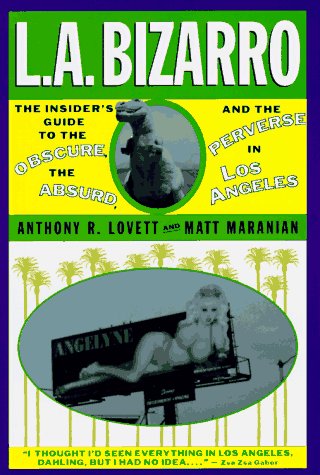 L.A. BIZARRO
THE INSIDER'S
GUIDE TO THE
OBSCURE,
THE
ABSURD,
AND THE
PERVERSE
IN
LOS
ANGELES
ANTHONY R. LOVETT AND MATT MARANIAN
ANGELYNE
"I THOUGHT I'D SEEN EVERYTHING IN LOS ANGELES,
DAHLING, BUT I HAD NO IDEA...." – Zsa Zsa Gabor